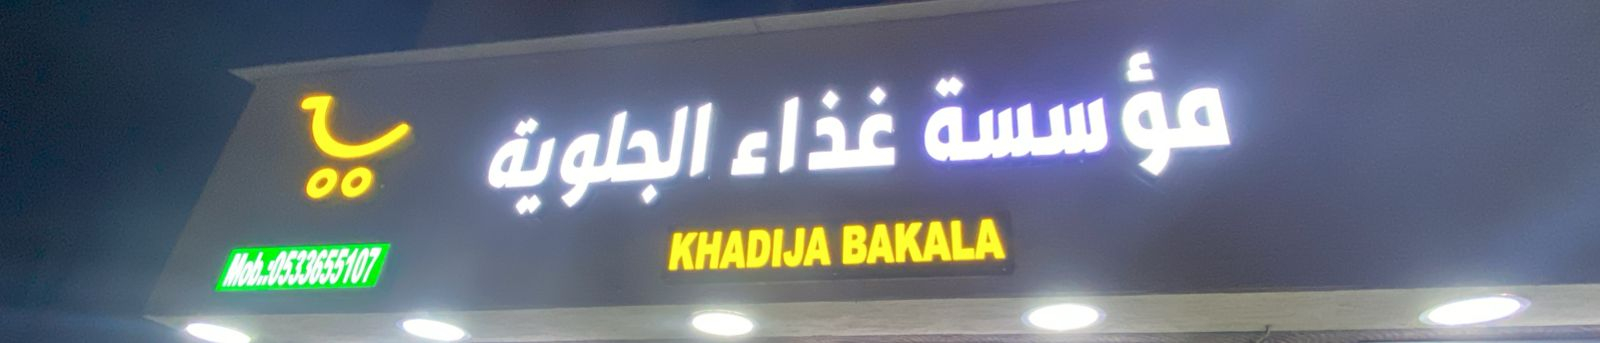 مؤسسة غذاء الجلوية
KHADIJA BAKALA
Mob.:0533655107